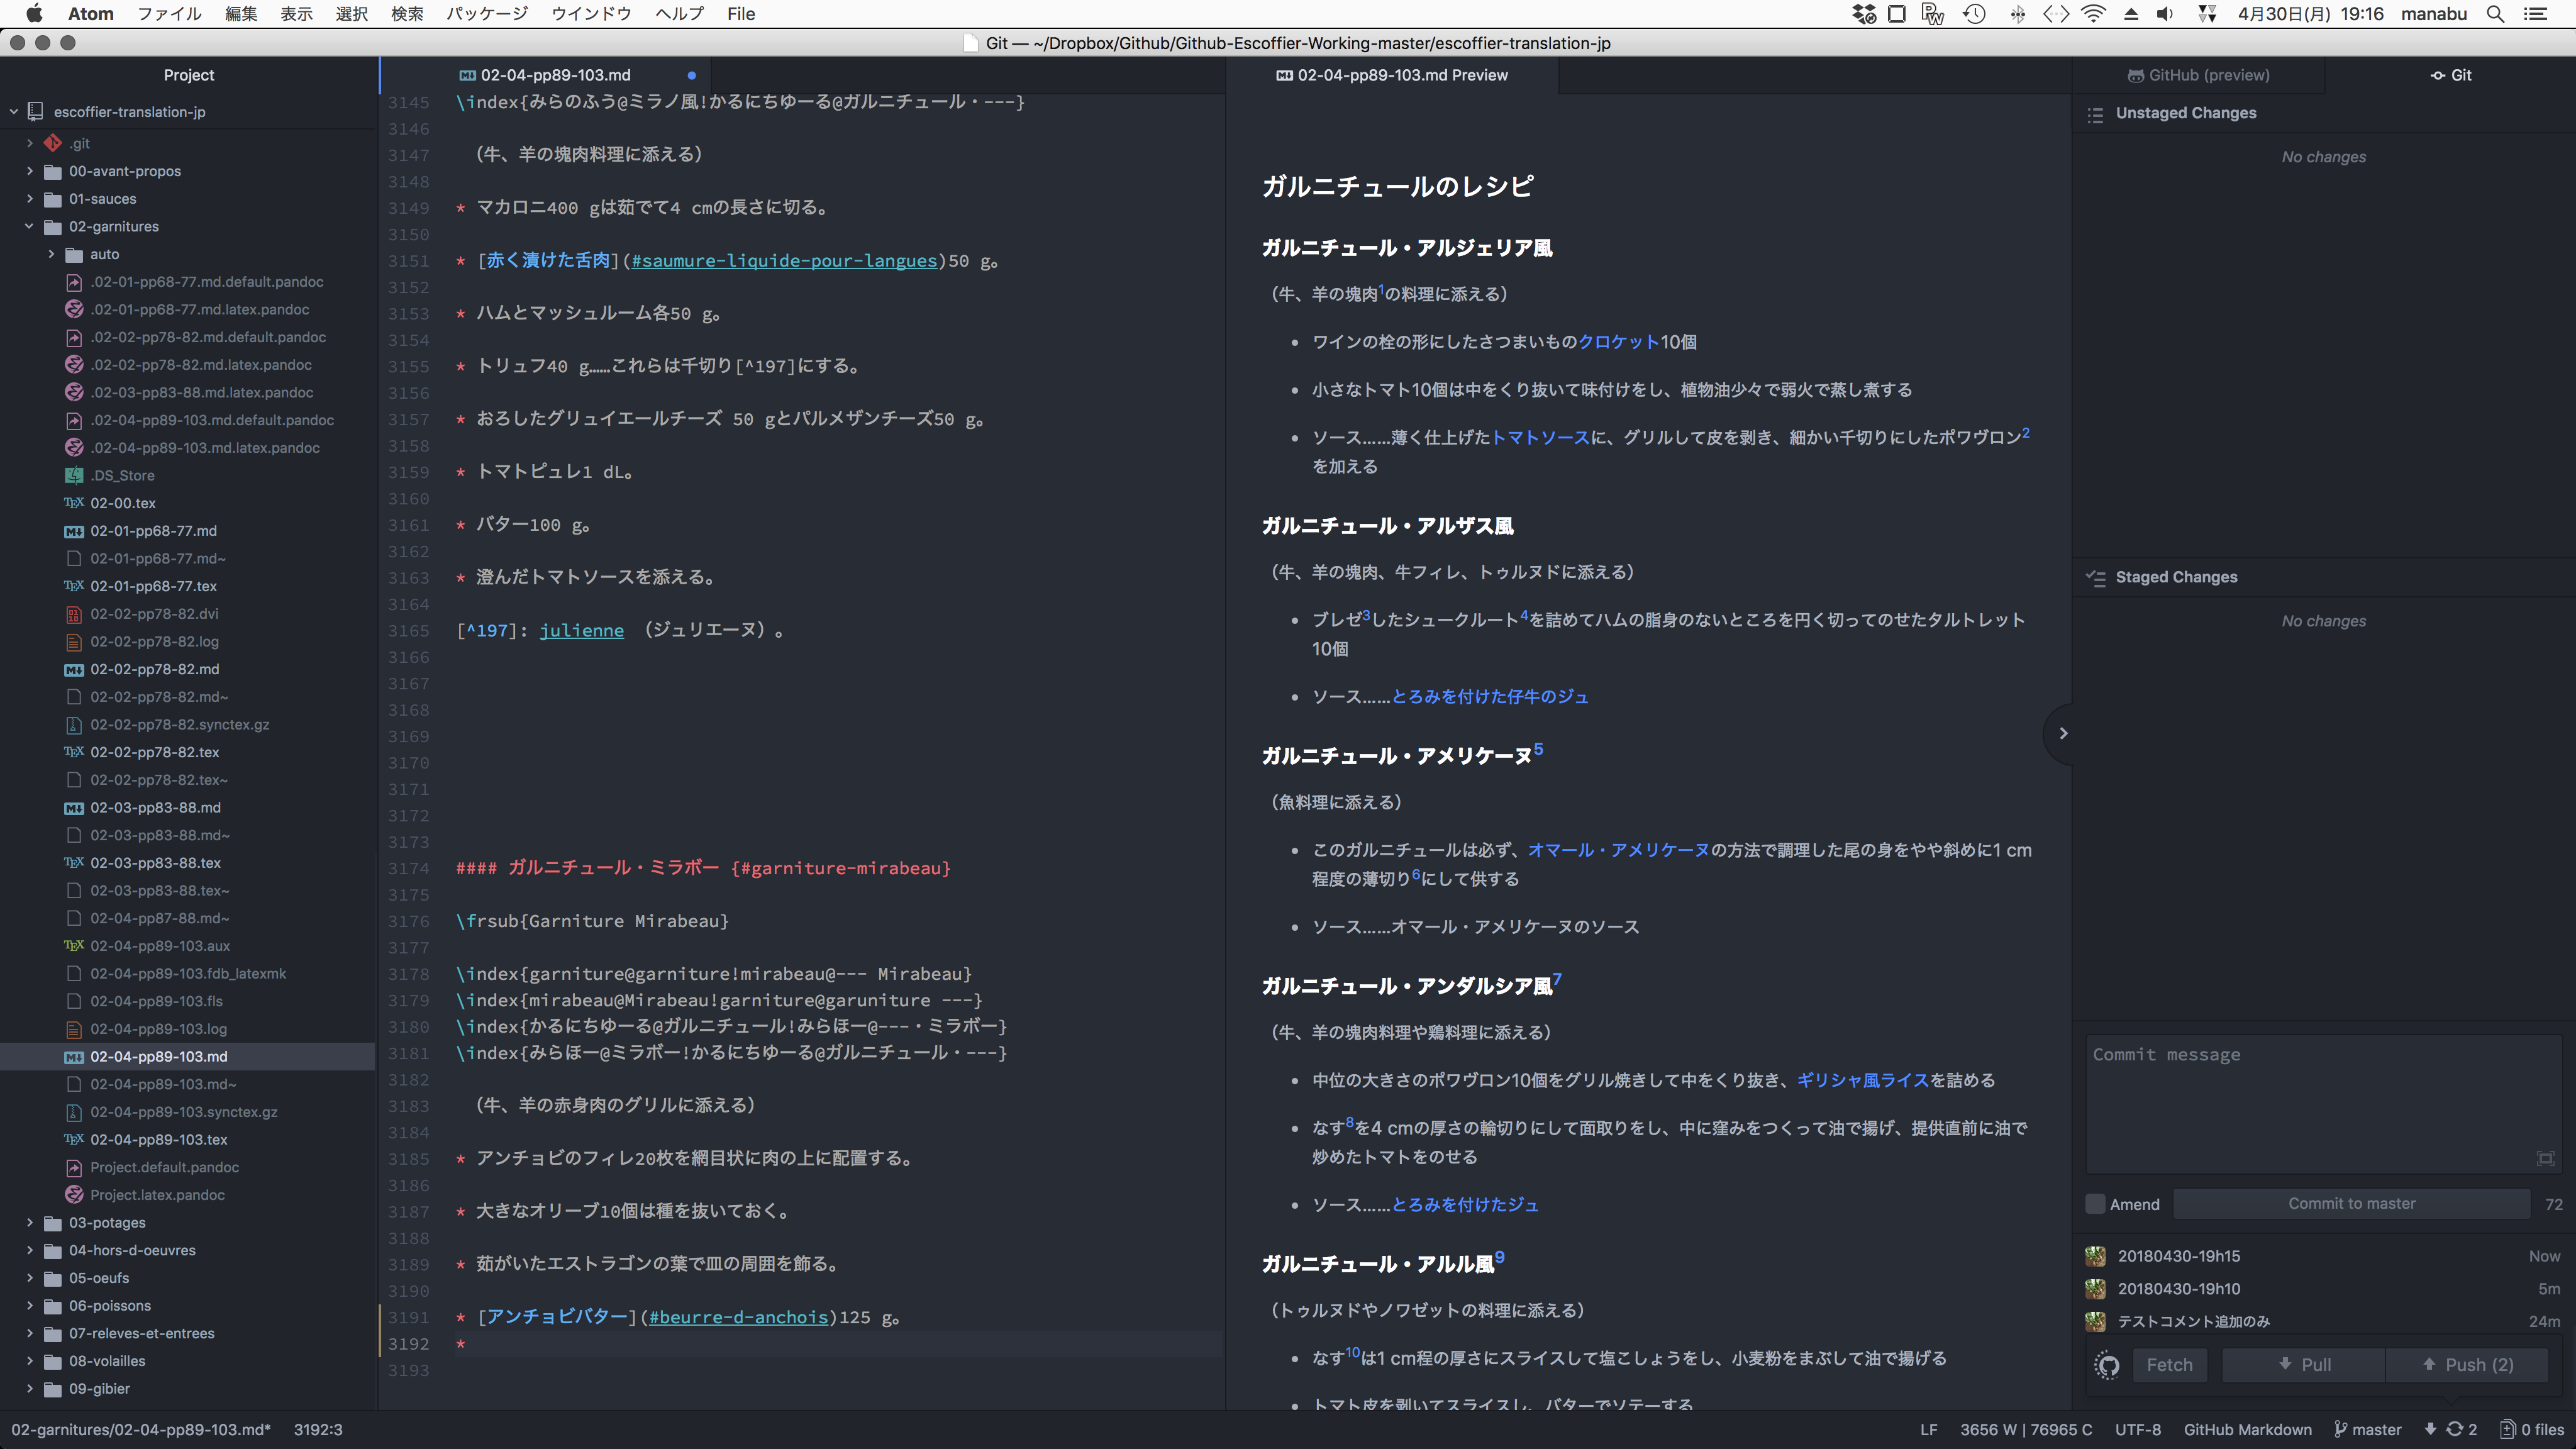 Atom ファイル 編集 表示 選択 検索 パッケージ ウインドウ ヘルプ File 4月30日(月) 19:16 manabu
Git — ~/Dropbox/Github/Github-Escoffier-Working-master/escoffier-translation-jp
Project
escoffier-translation-jp
.git
00-avant-propos
01-sauces
02-garnitures
auto
.02-01-pp68-77.md.default.pandoc
.02-01-pp68-77.md.latex.pandoc
.02-02-pp78-82.md.default.pandoc
.02-02-pp78-82.md.latex.pandoc
.02-03-pp83-88.md.latex.pandoc
.02-04-pp89-103.md.default.pandoc
.02-04-pp89-103.md.latex.pandoc
.DS_Store
02-00.tex
02-01-pp68-77.md
02-01-pp68-77.md~
02-01-pp68-77.tex
02-02-pp78-82.dvi
02-02-pp78-82.log
02-02-pp78-82.md
02-02-pp78-82.md~
02-02-pp78-82.synctex.gz
02-02-pp78-82.tex
02-02-pp78-82.tex~
02-03-pp83-88.md
02-03-pp83-88.md~
02-03-pp83-88.tex
02-03-pp83-88.tex~
02-04-pp87-88.md~
02-04-pp89-103.aux
02-04-pp89-103.fdb_latexmk
02-04-pp89-103.fls
02-04-pp89-103.log
02-04-pp89-103.md
02-04-pp89-103.md~
02-04-pp89-103.synctex.gz
02-04-pp89-103.tex
Project.default.pandoc
Project.latex.pandoc
03-potages
04-hors-d-oeuvres
05-oeufs
06-poissons
07-releves-et-entrees
08-volailles
09-gibier
02-04-pp89-103.md
3145 \index{みらのふう@ミラノ風!かるにちゆーる@ガルニチュール・---}
3146
3147 （牛、羊の塊肉料理に添える）
3148
3149 * マカロニ400 gは茹でて4 cmの長さに切る。
3150
3151 * [赤く漬けた舌肉](#saumure-liquide-pour-langues)50 g。
3152
3153 * ハムとマッシュルーム各50 g。
3154
3155 * トリュフ40 g……これらは千切り[^197]にする。
3156
3157 * おろしたグリュイエールチーズ 50 gとパルメザンチーズ50 g。
3158
3159 * トマトピュレ1 dL。
3160
3161 * バター100 g。
3162
3163 * 澄んだトマトソースを添える。
3164
3165 [^197]: julienne （ジュリエーヌ）。
3166
3167
3168
3169
3170
3171
3172
3173
3174 #### ガルニチュール・ミラボー {#garniture-mirabeau}
3175
3176 \frsub{Garniture Mirabeau}
3177
3178 \index{garniture@garniture!mirabeau@--- Mirabeau}
3179 \index{mirabeau@Mirabeau!garniture@garuniture ---}
3180 \index{かるにちゆーる@ガルニチュール!みらほー@---・ミラボー}
3181 \index{みらほー@ミラボー!かるにちゆーる@ガルニチュール・---}
3182
3183 （牛、羊の赤身肉のグリルに添える）
3184
3185 * アンチョビのフィレ20枚を網目状に肉の上に配置する。
3186
3187 * 大きなオリーブ10個は種を抜いておく。
3188
3189 * 茹がいたエストラゴンの葉で皿の周囲を飾る。
3190
3191 * [アンチョビバター](#beurre-d-anchois)125 g。
3192 *
3193
02-04-pp89-103.md Preview
ガルニチュールのレシピ
ガルニチュール・アルジェリア風
（牛、羊の塊肉1の料理に添える）
• ワインの栓の形にしたさつまいものクロケット10個
• 小さなトマト10個は中をくり抜いて味付けをし、植物油少々で弱火で蒸し煮する
• ソース……薄く仕上げたトマトソースに、グリルして皮を剥き、細かい千切りにしたポワヴロン2
を加える
ガルニチュール・アルザス風
（牛、羊の塊肉、牛フィレ、トゥルヌドに添える）
• ブレゼ3したシュークルート4を詰めてハムの脂身のないところを円く切ってのせたタルトレット
10個
• ソース……とろみを付けた仔牛のジュ
ガルニチュール・アメリケーヌ5
（魚料理に添える）
• このガルニチュールは必ず、オマール・アメリケーヌの方法で調理した尾の身をやや斜めに1 cm
程度の薄切り6にして供する
• ソース……オマール・アメリケーヌのソース
ガルニチュール・アンダルシア風7
（牛、羊の塊肉料理や鶏料理に添える）
• 中位の大きさのポワヴロン10個をグリル焼きして中をくり抜き、ギリシャ風ライスを詰める
• なす8を4 cmの厚さの輪切りにして面取りをし、中に窪みをつくって油で揚げ、提供直前に油で
炒めたトマトをのせる
• ソース……とろみを付けたジュ
ガルニチュール・アルル風9
（トゥルヌドやノワゼットの料理に添える）
• なす10は1 cm程の厚さにスライスして塩こしょうをし、小麦粉をまぶして油で揚げる
• トマト皮を剥いてスライスし、バターでソテーする
GitHub (preview) Git
Unstaged Changes
No changes
Staged Changes
No changes
Commit message
Amend Commit to master 72
20180430-19h15 Now
20180430-19h10 5m
テストコメント追加のみ 24m
Fetch Pull Push (2)
02-garnitures/02-04-pp89-103.md* 3192:3 LF 3656 W | 76965 C UTF-8 GitHub Markdown master 2 0 files